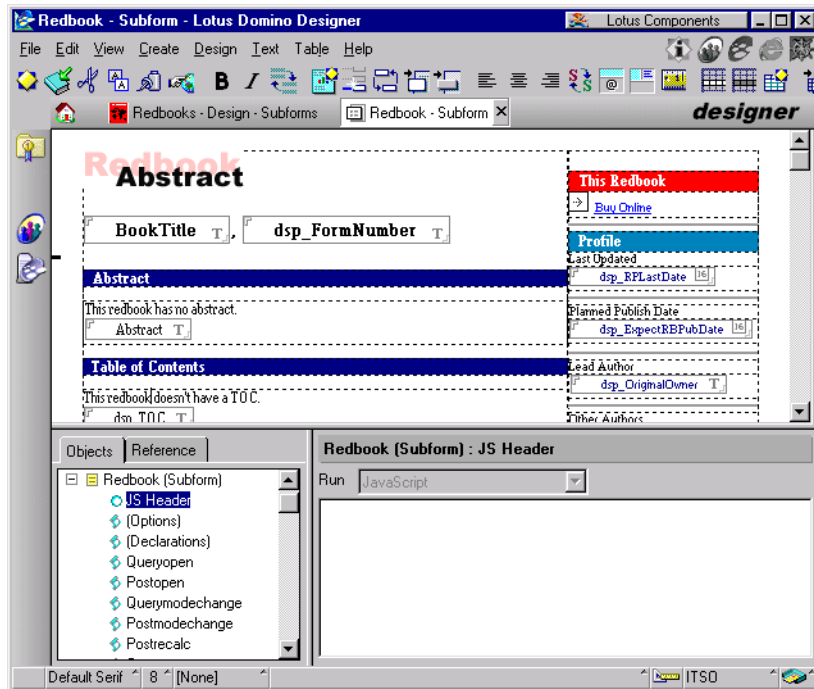 Redbook - Subform - Lotus Domino Designer
Lotus Components
File Edit View Create Design Text Table Help
B I
@
Redbooks - Design - Subforms
Redbook - Subform
designer
Redbook
Abstract
BookTitle T, dsp_FormNumber T
Abstract
This redbook has no abstract.
Abstract T
Table of Contents
This redbook doesn't have a TOC.
dsp_TOC T
This Redbook
Buy Online
Profile
Last Updated
dsp_RPLastDate 16
Planned Publish Date
dsp_ExpectRBPubDate 16
Lead Author
dsp_OriginalOwner T
Other Authors
Objects Reference
Redbook (Subform)
JS Header
(Options)
(Declarations)
Queryopen
Postopen
Querymodechange
Postmodechange
Postrecalc
Redbook (Subform) : JS Header
Run JavaScript
Default Serif 8 [None] ITSO